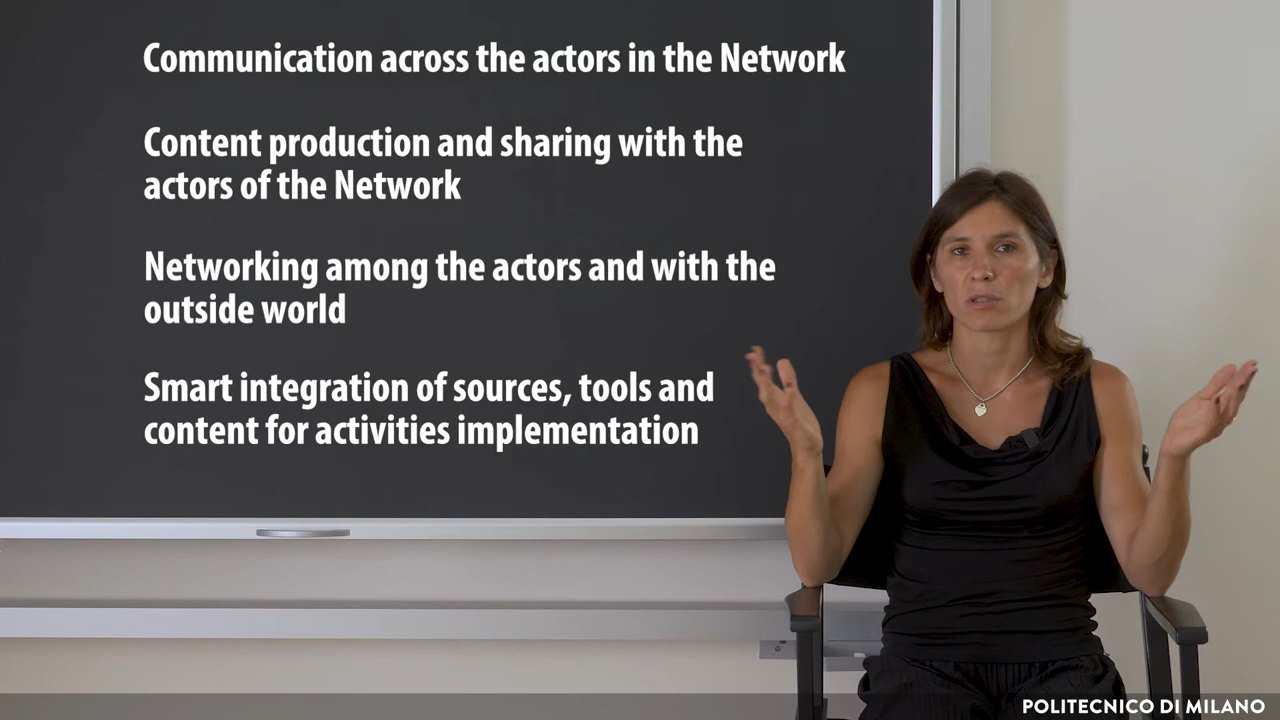 Communication across the actors in the Network
Content production and sharing with the
actors of the Network
Networking among the actors and with the
outside world
Smart integration of sources, tools and
content for activities implementation
POLITECNICO DI MILANO